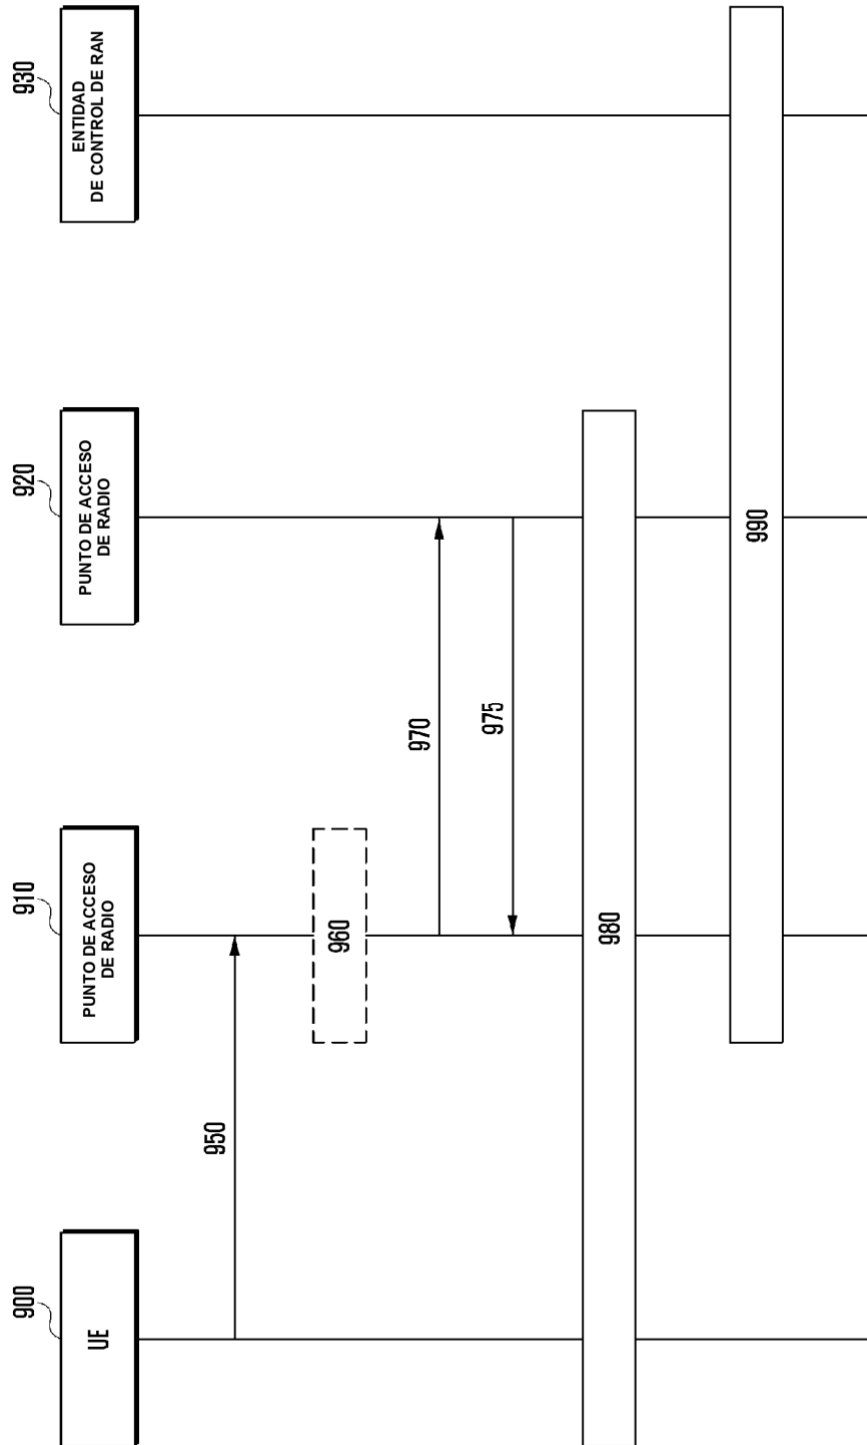 900
910
920
930
UE
PUNTO DE ACCESO
DE RADIO
PUNTO DE ACCESO
DE RADIO
ENTIDAD
DE CONTROL DE RAN
950
960
970
975
980
990